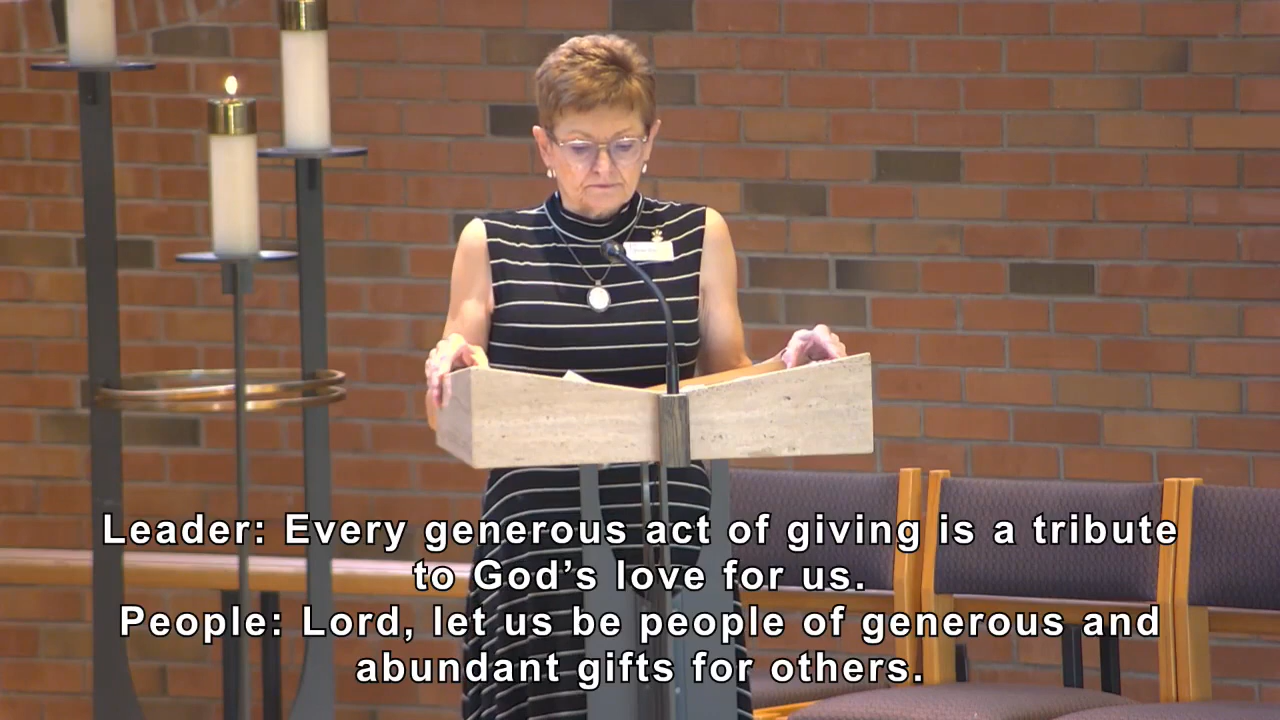 Leader: Every generous act of giving is a tribute
to God’s love for us.
People: Lord, let us be people of generous and
abundant gifts for others.